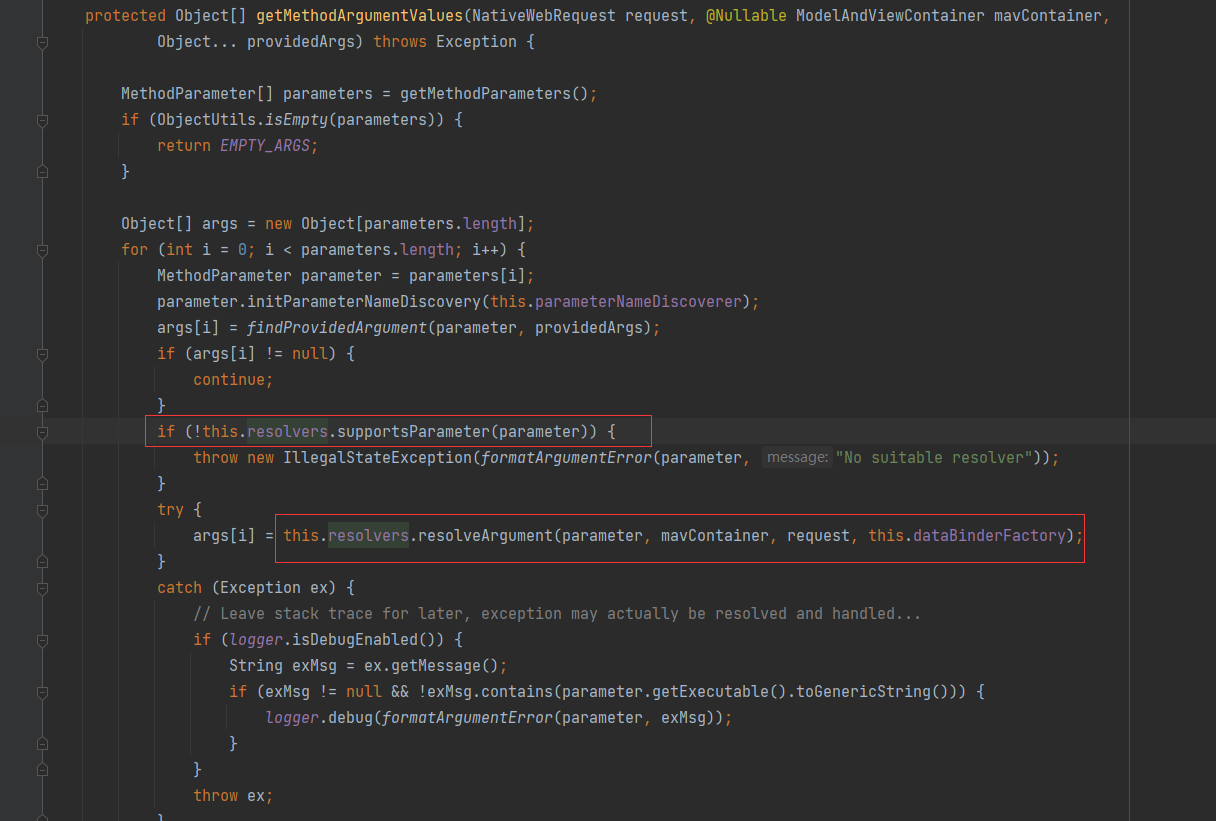 protected Object[] getMethodArgumentValues(NativeWebRequest request, @Nullable ModelAndViewContainer mavContainer,
Object... providedArgs) throws Exception {
MethodParameter[] parameters = getMethodParameters();
if (ObjectUtils.isEmpty(parameters)) {
return EMPTY_ARGS;
}
Object[] args = new Object[parameters.length];
for (int i = 0; i < parameters.length; i++) {
MethodParameter parameter = parameters[i];
parameter.initParameterNameDiscovery(this.parameterNameDiscoverer);
args[i] = findProvidedArgument(parameter, providedArgs);
if (args[i] != null) {
continue;
}
if (!this.resolvers.supportsParameter(parameter)) {
throw new IllegalStateException(formatArgumentError(parameter, message: "No suitable resolver"));
}
try {
args[i] = this.resolvers.resolveArgument(parameter, mavContainer, request, this.dataBinderFactory);
}
catch (Exception ex) {
// Leave stack trace for later, exception may actually be resolved and handled...
if (logger.isDebugEnabled()) {
String exMsg = ex.getMessage();
if (exMsg != null && !exMsg.contains(parameter.getExecutable().toGenericString())) {
logger.debug(formatArgumentError(parameter, exMsg));
}
}
throw ex;
}